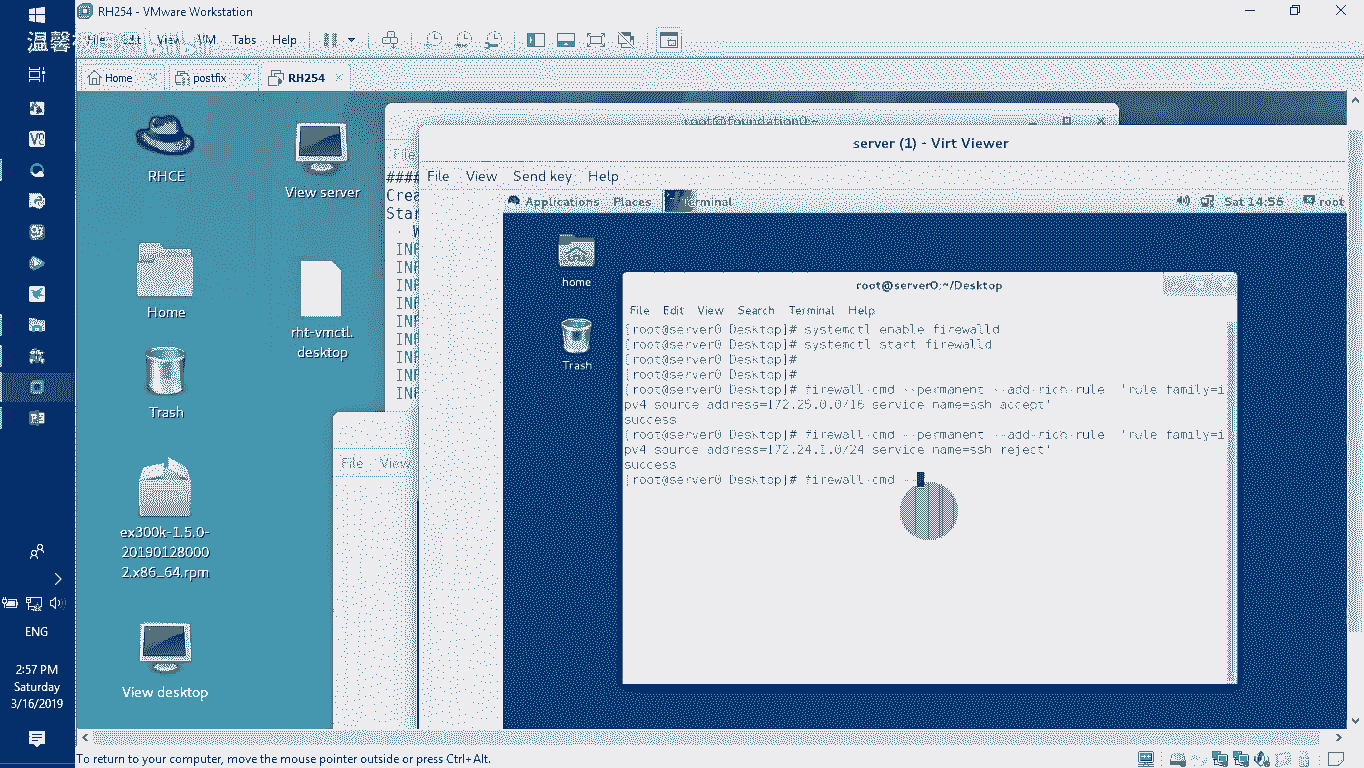 RH254 - VMware Workstation
温馨
View
VM
Tabs
Help
Home
postfix
RH254
root@foundation0:~
server (1) - Virt Viewer
File View Send key Help
Applications Places Terminal
Sat 14:56
root
RHCE
View server
Home
rht-vmctl.
desktop
Trash
ex300k-1.5.0-
20190128000
2.x86_64.rpm
View desktop
File
####
Crea
Star
INF
INF
INF
INF
INF
INF
INF
INF
INF
File View
home
Trash
root@server0:~/Desktop
File Edit View Search Terminal Help
[root@server0 Desktop]# systemctl enable firewalld
[root@server0 Desktop]# systemctl start firewalld
[root@server0 Desktop]#
[root@server0 Desktop]#
[root@server0 Desktop]# firewall-cmd --permanent --add-rich-rule 'rule family=i
pv4 source address=172.25.0.0/16 service name=ssh accept'
success
[root@server0 Desktop]# firewall-cmd --permanent --add-rich-rule 'rule family=i
pv4 source address=172.24.1.0/24 service name=ssh reject'
success
[root@server0 Desktop]# firewall-cmd --
ENG
2:57 PM
Saturday
3/16/2019
To return to your computer, move the mouse pointer outside or press Ctrl+Alt.